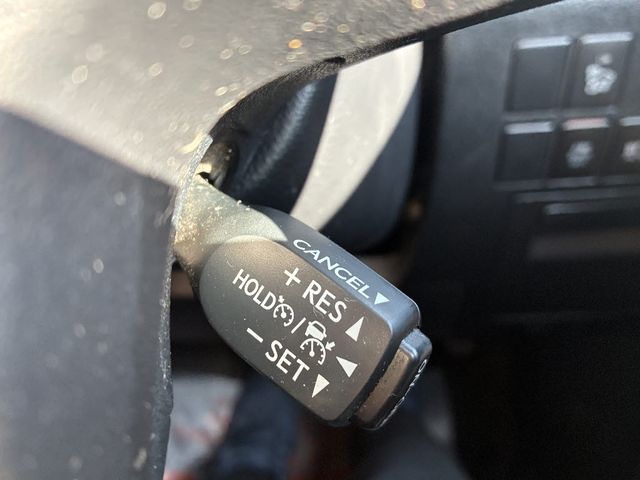 CANCEL▼
+ RES ▲
HOLD / ◀
- SET ▼